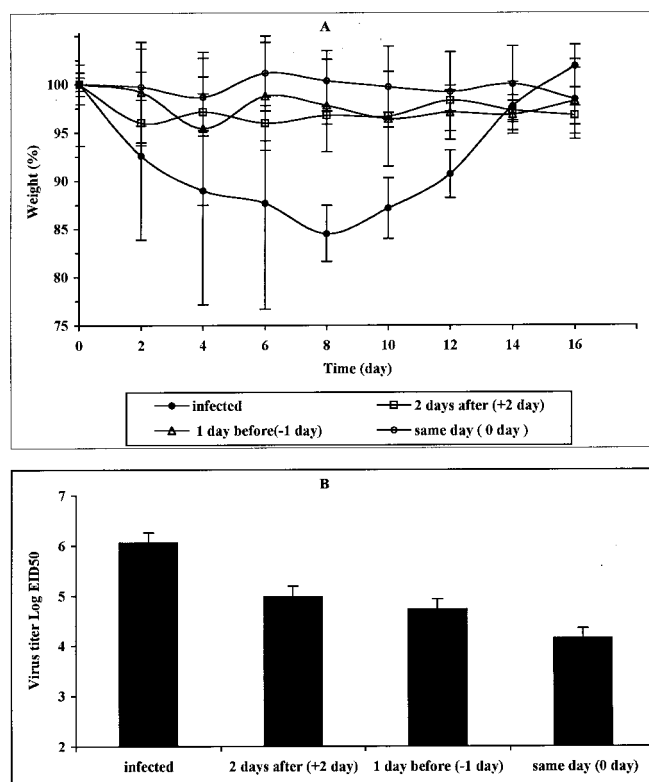 A
Weight (%)
100
95
90
85
80
75
0 2 4 6 8 10 12 14 16
Time (day)
infected
2 days after (+2 day)
1 day before(-1 day)
same day ( 0 day )
B
Virus titer Log EID50
7
6
5
4
3
2
infected
2 days after (+2 day)
1 day before (-1 day)
same day (0 day)